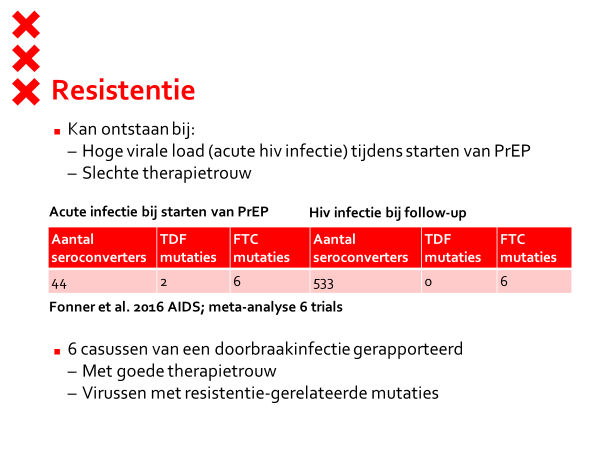 Resistentie
Kan ontstaan bij:
– Hoge virale load (acute hiv infectie) tijdens starten van PrEP
– Slechte therapietrouw
Acute infectie bij starten van PrEP Hiv infectie bij follow-up
Aantal seroconverters TDF mutaties FTC mutaties Aantal seroconverters TDF mutaties FTC mutaties
44 2 6 533 0 6
Fonner et al. 2016 AIDS; meta-analyse 6 trials
6 casussen van een doorbraakinfectie gerapporteerd
– Met goede therapietrouw
– Virussen met resistentie-gerelateerde mutaties